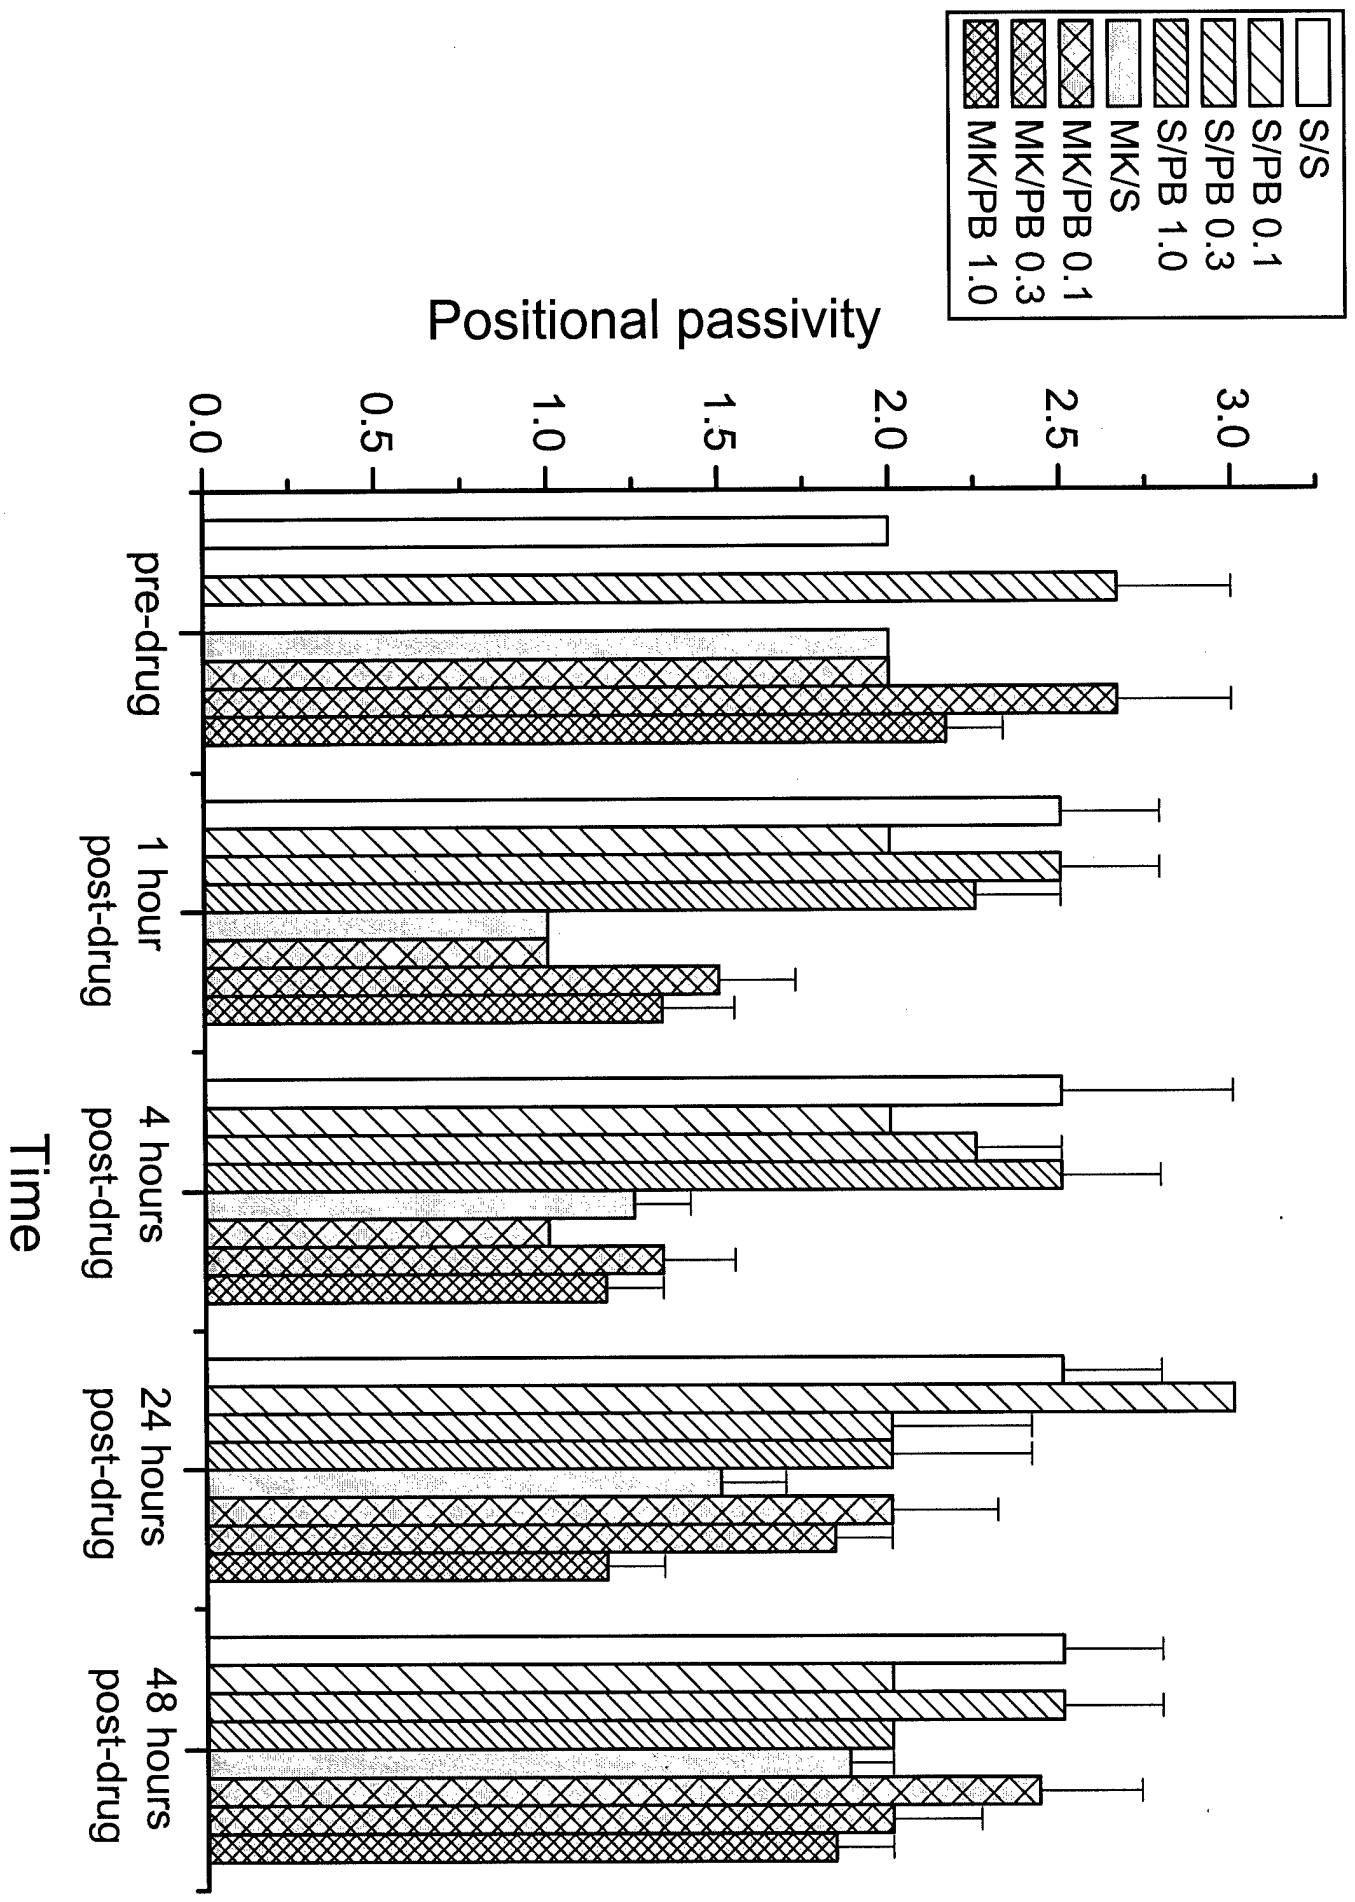 S/S
S/PB 0.1
S/PB 0.3
S/PB 1.0
MK/S
MK/PB 0.1
MK/PB 0.3
MK/PB 1.0
Positional passivity
3.0
2.5
2.0
1.5
1.0
0.5
0.0
pre-drug
1 hour
post-drug
4 hours
post-drug
24 hours
post-drug
48 hours
post-drug
Time